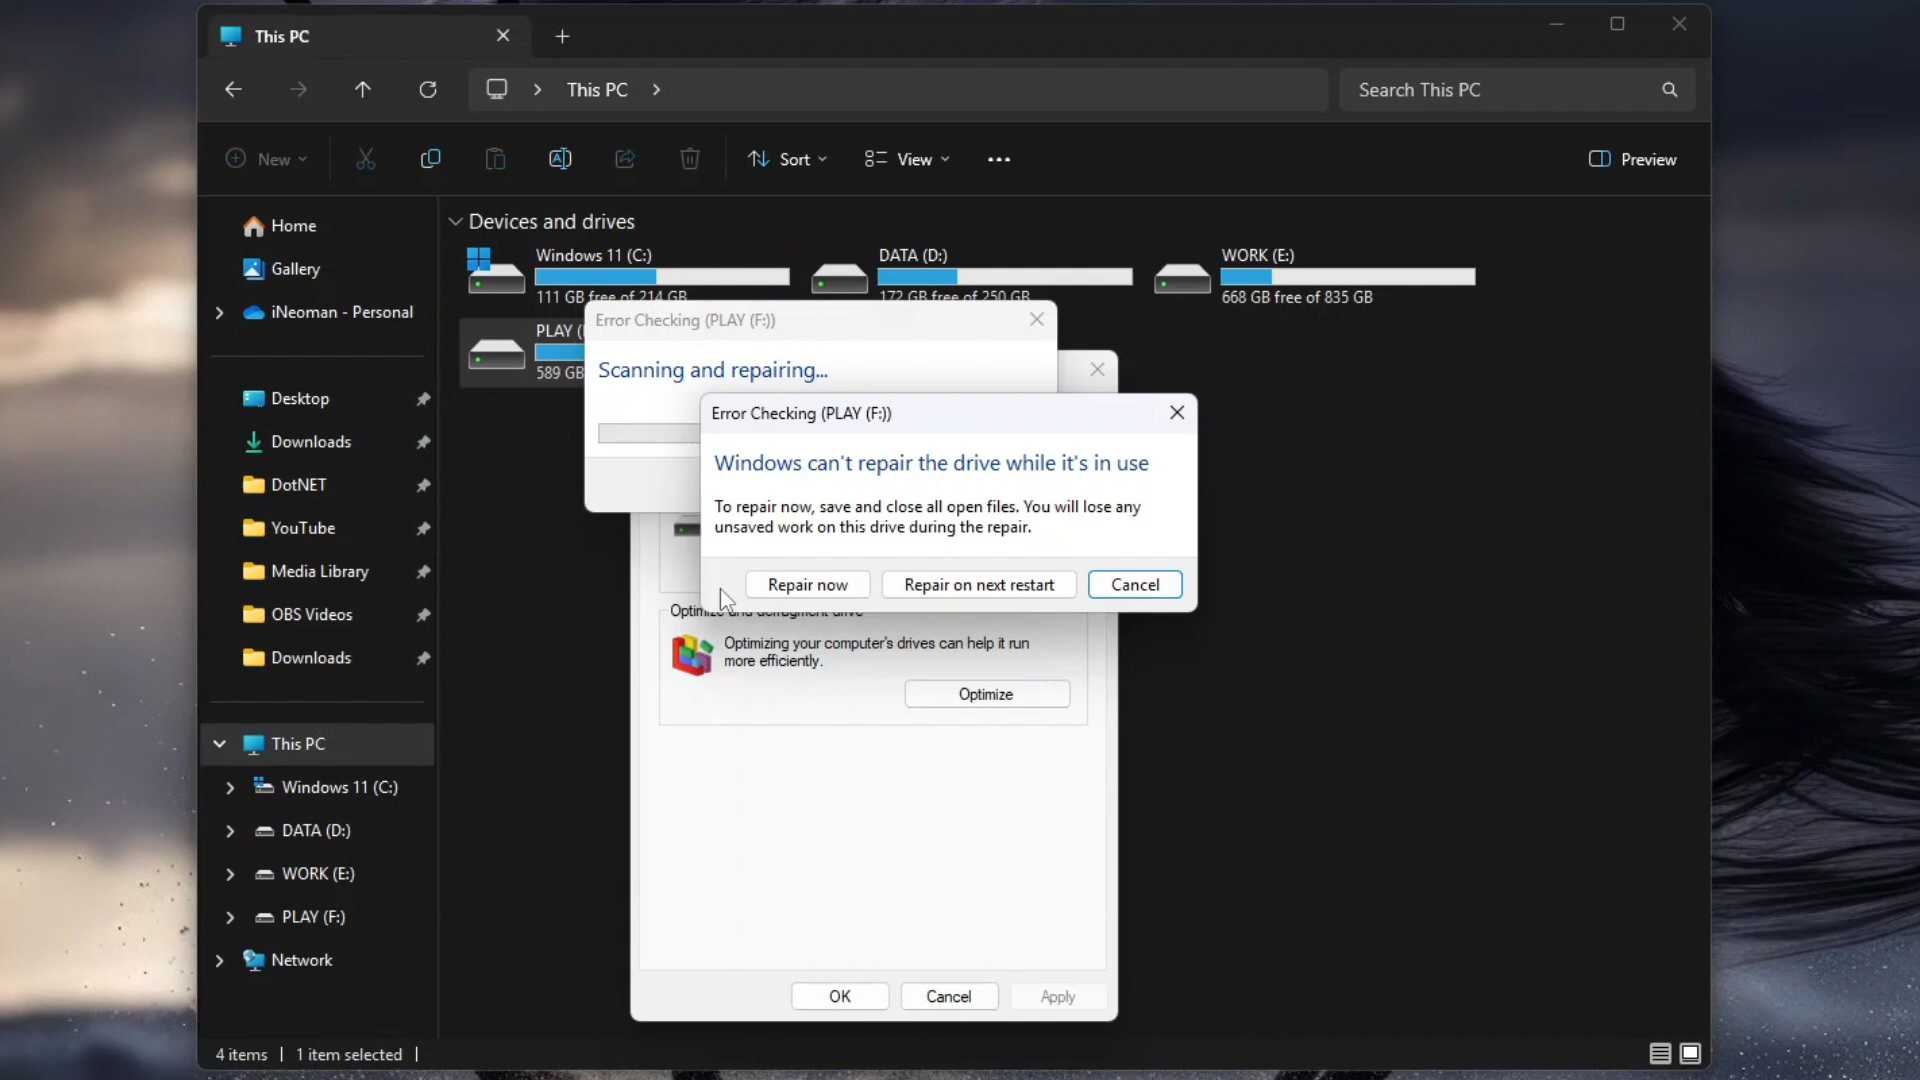 This PC
This PC
Search This PC
New
Sort
View
Preview
Home
Gallery
iNeoman - Personal
Desktop
Downloads
DotNET
YouTube
Media Library
OBS Videos
Downloads
This PC
Windows 11 (C:)
DATA (D:)
WORK (E:)
PLAY (F:)
Network
Devices and drives
Windows 11 (C:)
111 GB free of 214 GB
DATA (D:)
172 GB free of 250 GB
WORK (E:)
668 GB free of 835 GB
PLAY (
589 GB
Error Checking (PLAY (F:))
Scanning and repairing...
Error Checking (PLAY (F:))
Windows can't repair the drive while it's in use
To repair now, save and close all open files. You will lose any
unsaved work on this drive during the repair.
Repair now
Repair on next restart
Cancel
Optimize and defragment drive
Optimizing your computer's drives can help it run
more efficiently.
Optimize
OK
Cancel
Apply
4 items
1 item selected